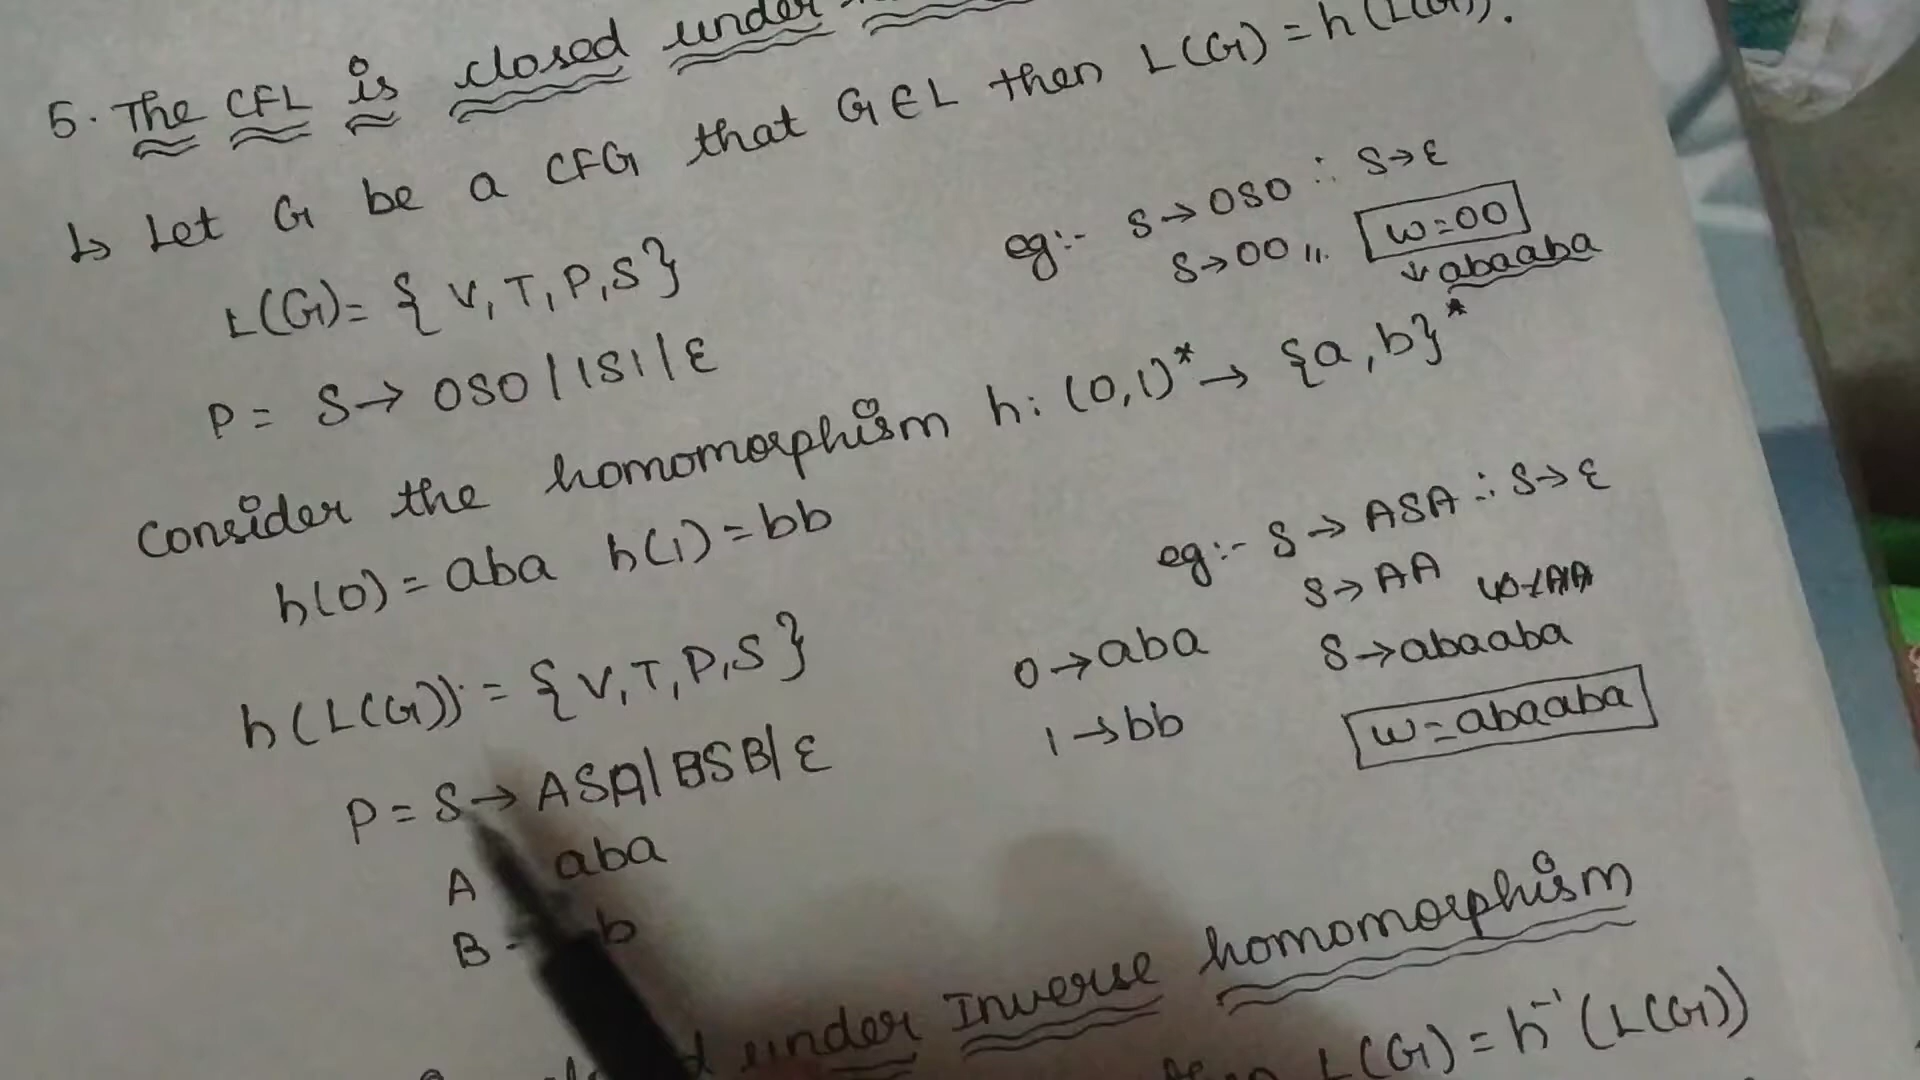 5. The CFL is closed under
↳ Let G be a CFG that G∈L then L(G) = h(L(G)).
L(G) = { V, T, P, S }
P = S → 0S0 | 1S1 | ε
eg:- S → 0S0 ∵ S → ε
S → 00 ,,. w=00
↓ abaaba
Consider the homomorphism h: (0,1)* → {a, b}*
h(0) = aba h(1) = bb
h(L(G)) = { V, T, P, S }
P = S → ASA | BSB | ε
A aba
B - b
eg:- S → ASA ∵ S → ε
S → AA
0 → aba S → abaaba
1 → bb w = abaaba
under Inverse homomorphism
L(G) = h⁻¹(L(G))